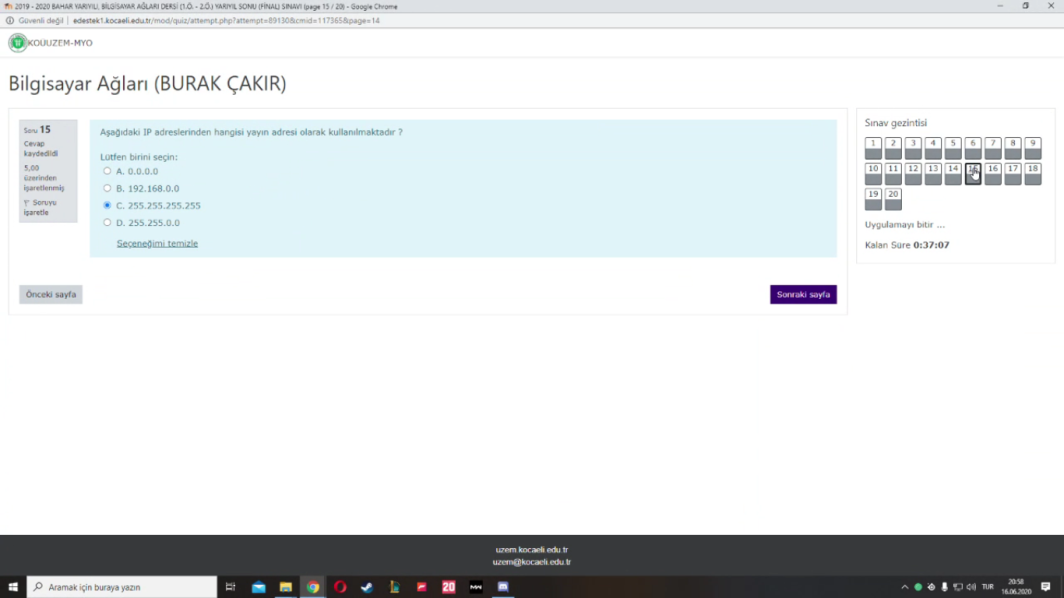 2019 - 2020 BAHAR YARIYILI, BİLGİSAYAR AĞLARI DERSİ (1.Ö. - 2.Ö.) YARIYIL SONU (FİNAL) SINAVI (page 15 / 20) - Google Chrome
Güvenli değil | edestek1.kocaeli.edu.tr/mod/quiz/attempt.php?attempt=89130&cmid=117365&page=14
KOÜUZEM-MYO
Bilgisayar Ağları (BURAK ÇAKIR)
Soru 15
Cevap
kaydedildi
5,00
üzerinden
işaretlenmiş
Soruyu
işaretle
Aşağıdaki IP adreslerinden hangisi yayın adresi olarak kullanılmaktadır ?
Lütfen birini seçin:
A. 0.0.0.0
B. 192.168.0.0
C. 255.255.255.255
D. 255.255.0.0
Seçeneğimi temizle
Önceki sayfa
Sonraki sayfa
Sınav gezintisi
1 2 3 4 5 6 7 8 9
10 11 12 13 14 15 16 17 18
19 20
Uygulamayı bitir ...
Kalan Süre 0:37:07
uzem.kocaeli.edu.tr
uzem@kocaeli.edu.tr
Aramak için buraya yazın
20
MW
TUR
20:58
16.06.2020